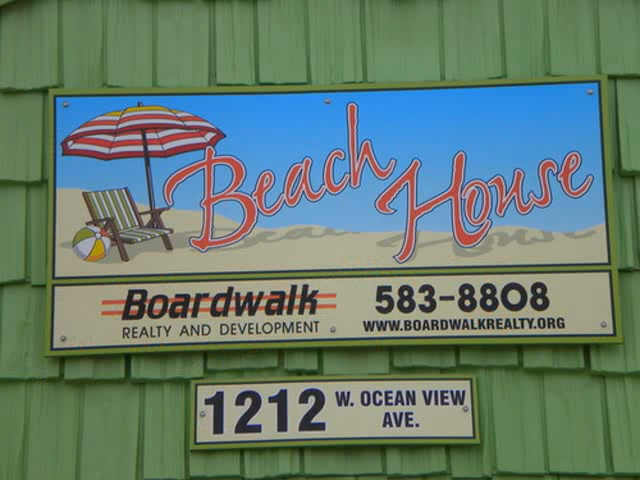 Beach House
Boardwalk
REALTY AND DEVELOPMENT
583-8808
WWW.BOARDWALKREALTY.ORG
1212 W. OCEAN VIEW
AVE.